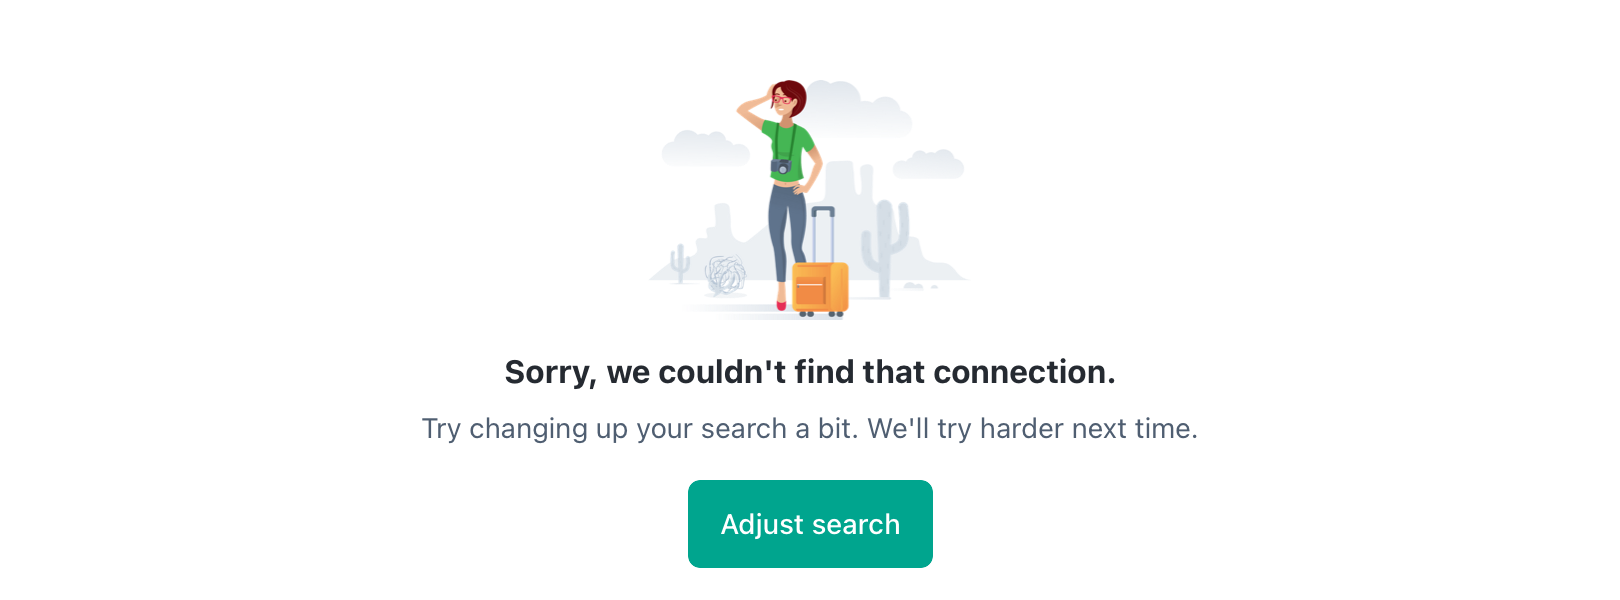 Sorry, we couldn't find that connection.
Try changing up your search a bit. We'll try harder next time.
Adjust search